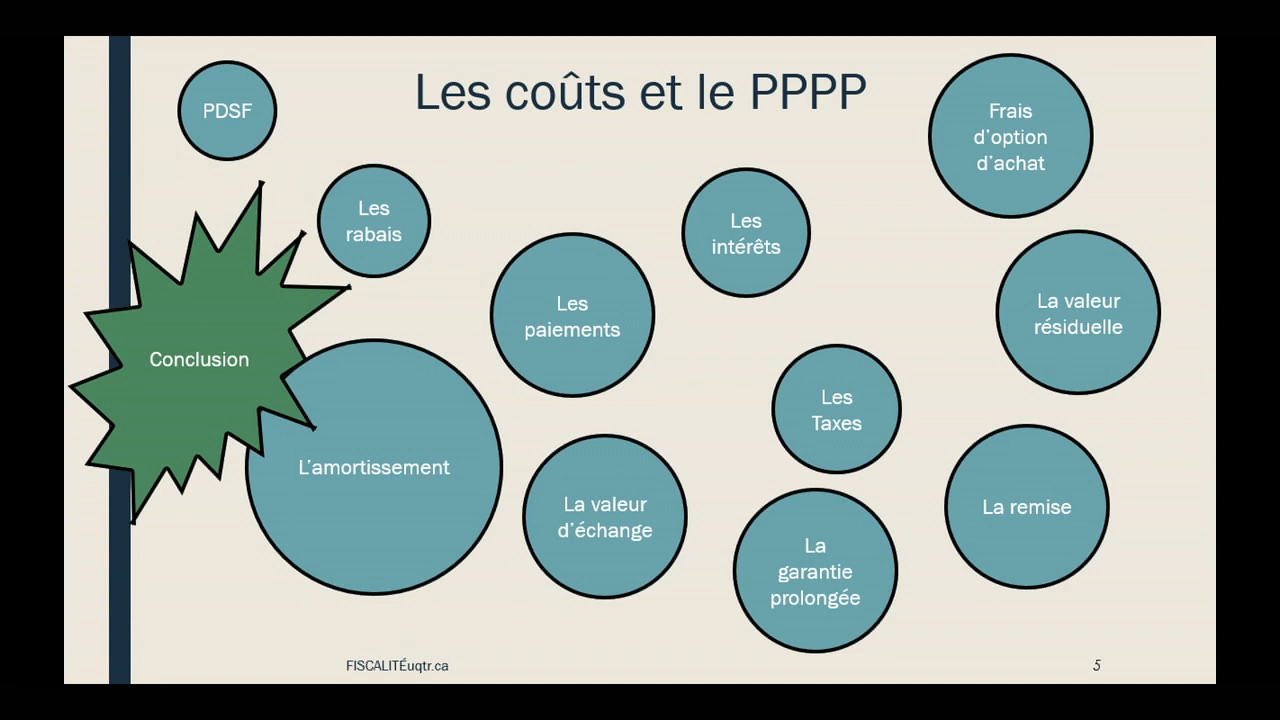 Les coûts et le PPPP
PDSF
Frais
d'option
d'achat
Les
rabais
Les
intérêts
Les
paiements
La valeur
résiduelle
Conclusion
Les
Taxes
L'amortissement
La valeur
d'échange
La remise
La
garantie
prolongée
FISCALITÉuqtr.ca
5